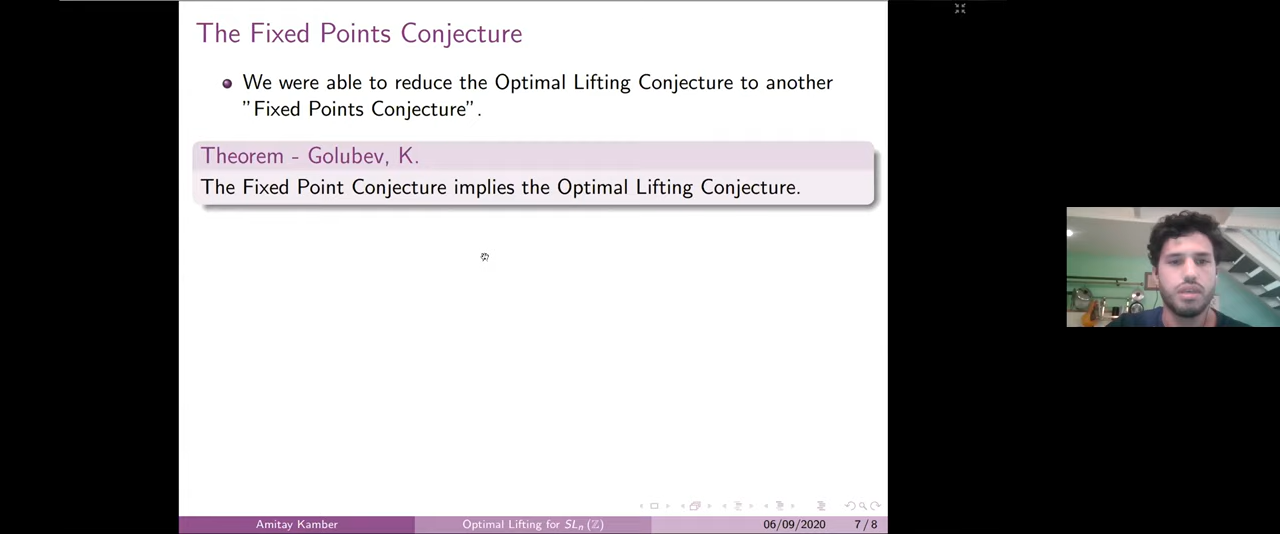 The Fixed Points Conjecture
We were able to reduce the Optimal Lifting Conjecture to another
"Fixed Points Conjecture".
Theorem - Golubev, K.
The Fixed Point Conjecture implies the Optimal Lifting Conjecture.
Amitay Kamber Optimal Lifting for SLn (ℤ) 06/09/2020 7 / 8